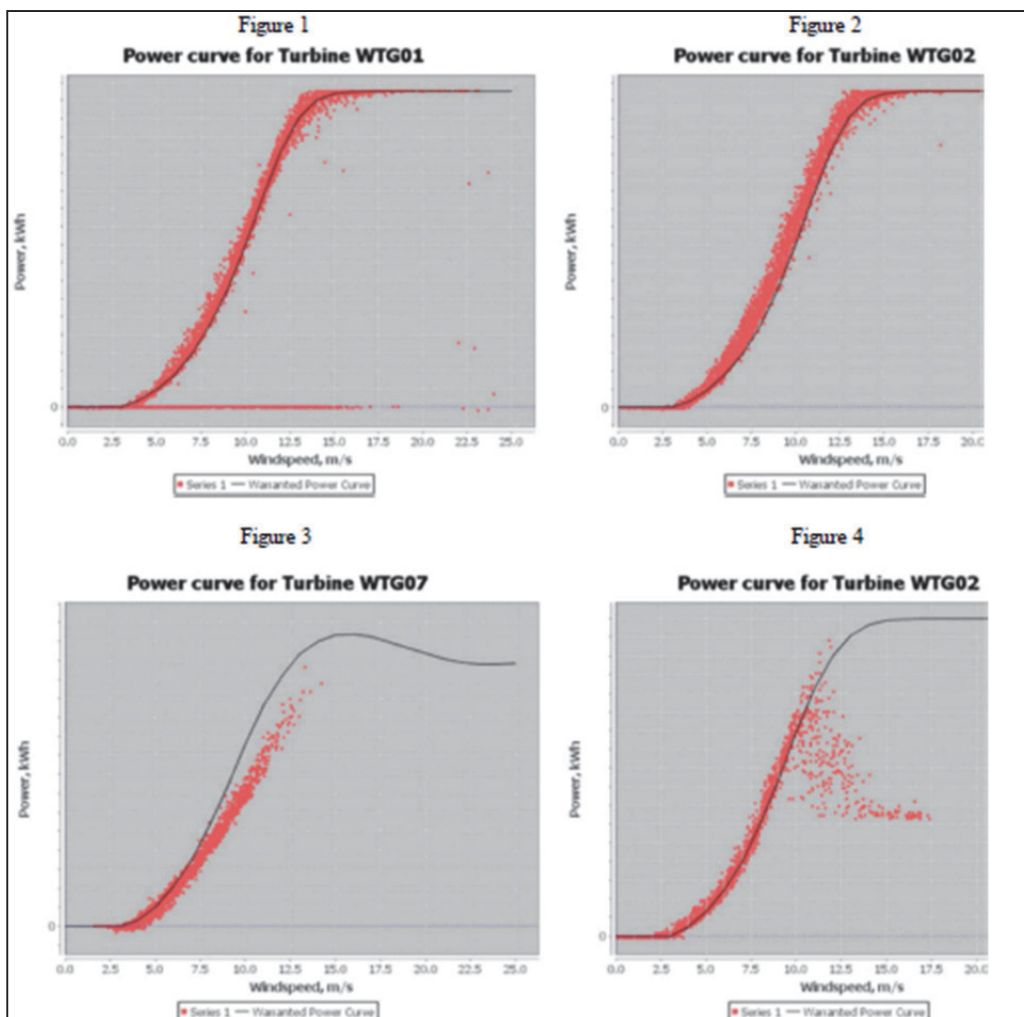 Figure 1
Power curve for Turbine WTG01
Power, kWh
0
0.0 2.5 5.0 7.5 10.0 12.5 15.0 17.5 20.0 22.5 25.0
Windspeed, m/s
Series 1 — Warranted Power Curve
Figure 2
Power curve for Turbine WTG02
Power, kWh
0
0.0 2.5 5.0 7.5 10.0 12.5 15.0 17.5 20.0
Windspeed, m/s
Series 1 — Warranted Power Curve
Figure 3
Power curve for Turbine WTG07
Power, kWh
0
0.0 2.5 5.0 7.5 10.0 12.5 15.0 17.5 20.0 22.5 25.0
Windspeed, m/s
Series 1 — Warranted Power Curve
Figure 4
Power curve for Turbine WTG02
Power, kWh
0
0.0 2.5 5.0 7.5 10.0 12.5 15.0 17.5 20.0
Windspeed, m/s
Series 1 — Warranted Power Curve